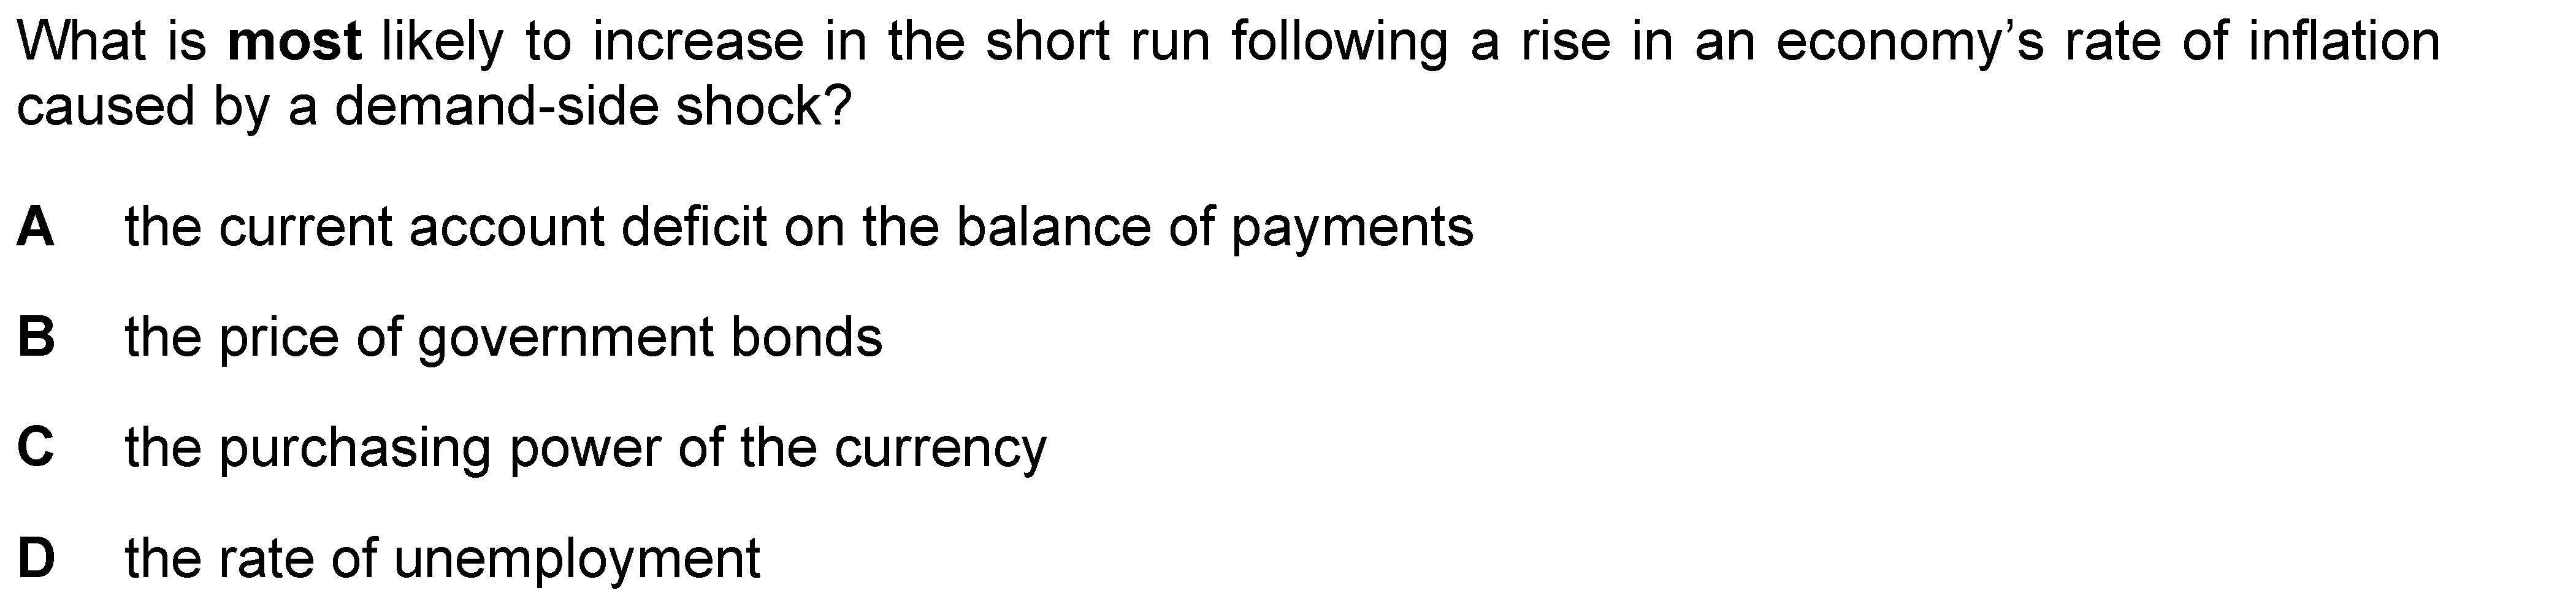 What is most likely to increase in the short run following a rise in an economy’s rate of inflation
caused by a demand-side shock?
A the current account deficit on the balance of payments
B the price of government bonds
C the purchasing power of the currency
D the rate of unemployment